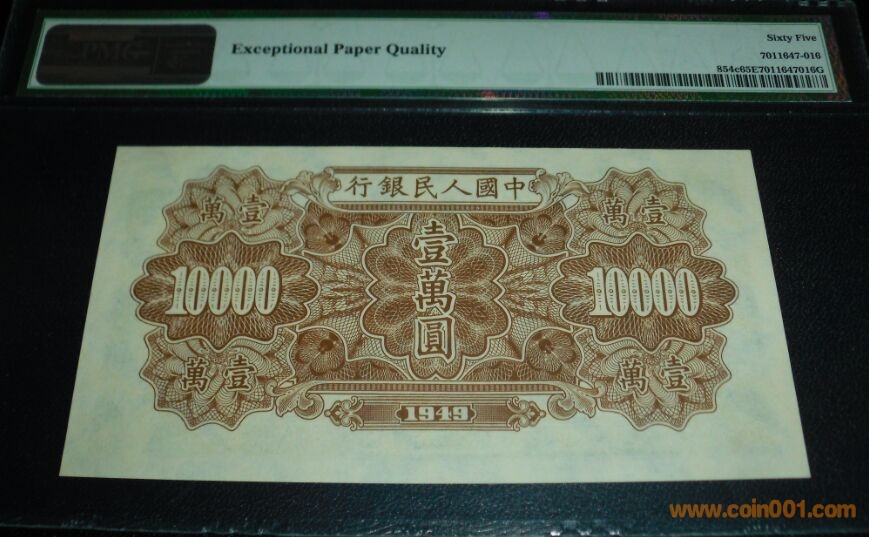 PMG
Exceptional Paper Quality
Sixty Five
7011647-016
854c65E7011647016G
行銀民人國中
萬壹
萬壹
壹萬圓
10000
10000
萬壹
萬壹
1949
www.coin001.com